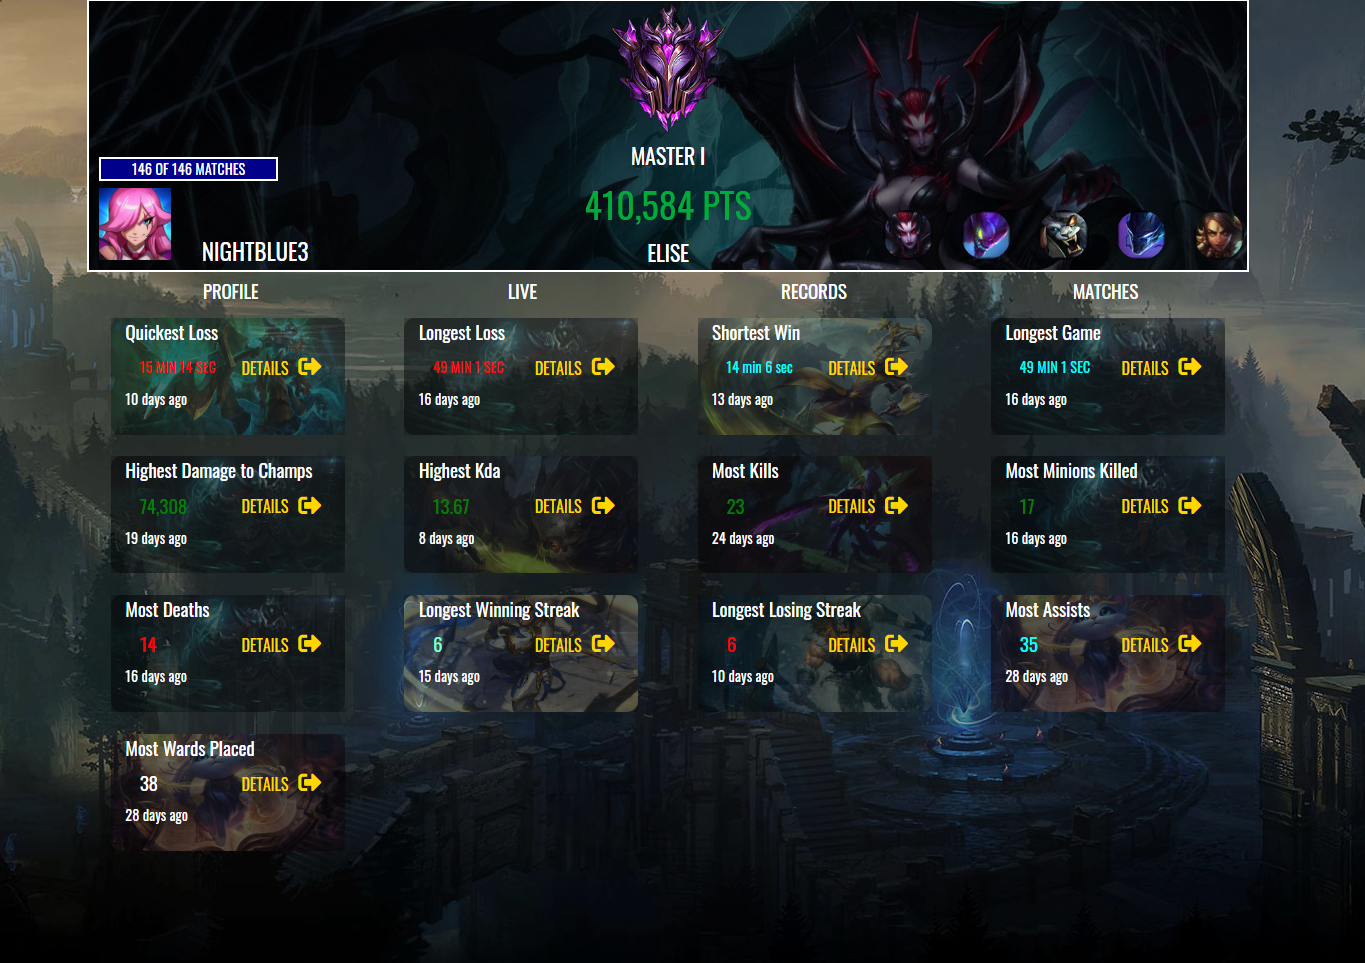 MASTER I
146 OF 146 MATCHES
410,584 PTS
NIGHTBLUE3
ELISE
PROFILE LIVE RECORDS MATCHES
Quickest Loss
15 MIN 14 SEC DETAILS
10 days ago
Longest Loss
49 MIN 1 SEC DETAILS
16 days ago
Shortest Win
14 min 6 sec DETAILS
13 days ago
Longest Game
49 MIN 1 SEC DETAILS
16 days ago
Highest Damage to Champs
74,308 DETAILS
19 days ago
Highest Kda
13.67 DETAILS
8 days ago
Most Kills
23 DETAILS
24 days ago
Most Minions Killed
17 DETAILS
16 days ago
Most Deaths
14 DETAILS
16 days ago
Longest Winning Streak
6 DETAILS
15 days ago
Longest Losing Streak
6 DETAILS
10 days ago
Most Assists
35 DETAILS
28 days ago
Most Wards Placed
38 DETAILS
28 days ago